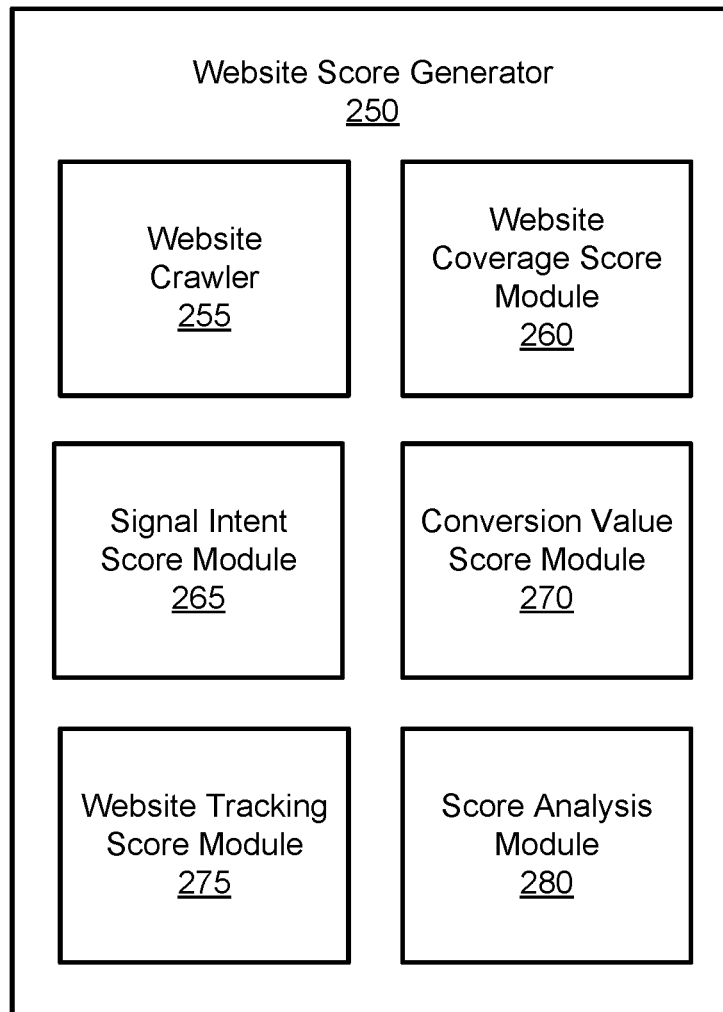 Website Score Generator
250
Website
Crawler
255
Website
Coverage Score
Module
260
Signal Intent
Score Module
265
Conversion Value
Score Module
270
Website Tracking
Score Module
275
Score Analysis
Module
280